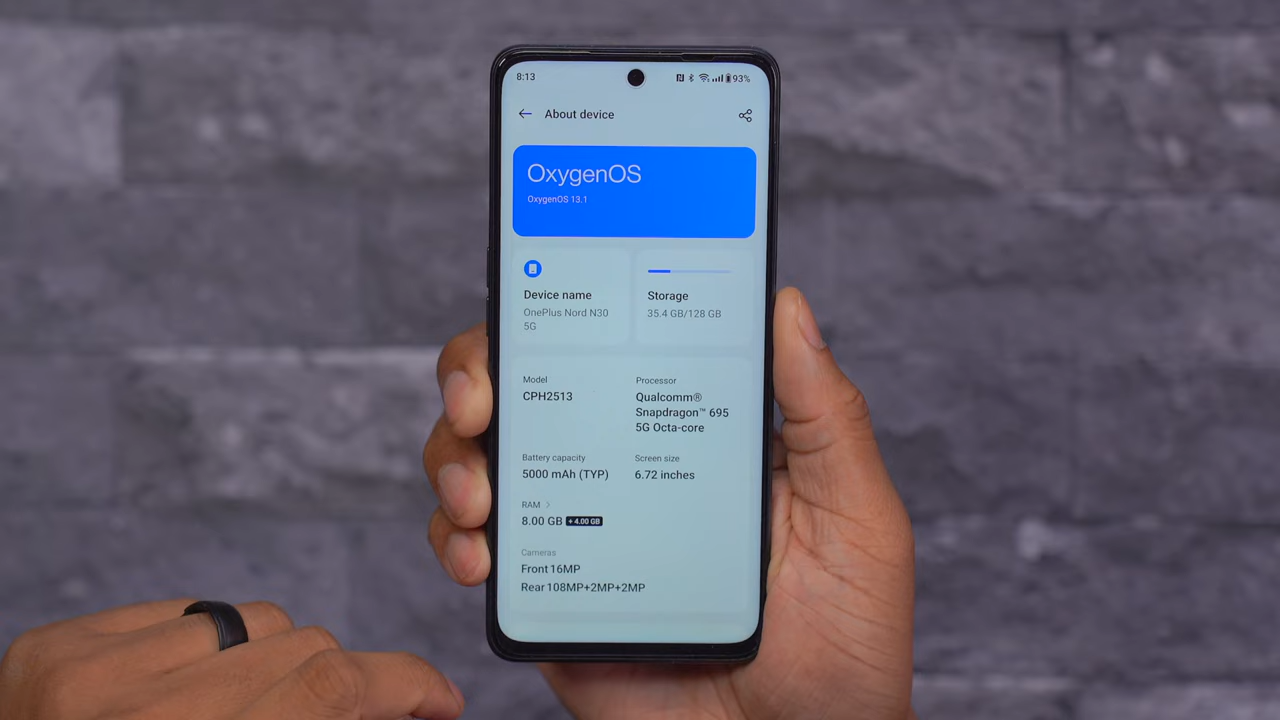 8:13
93%
About device
OxygenOS
OxygenOS 13.1
Device name
OnePlus Nord N30
5G
Storage
35.4 GB/128 GB
Model
CPH2513
Processor
Qualcomm®
Snapdragon™ 695
5G Octa-core
Battery capacity
5000 mAh (TYP)
Screen size
6.72 inches
RAM
8.00 GB + 4.00 GB
Cameras
Front 16MP
Rear 108MP+2MP+2MP